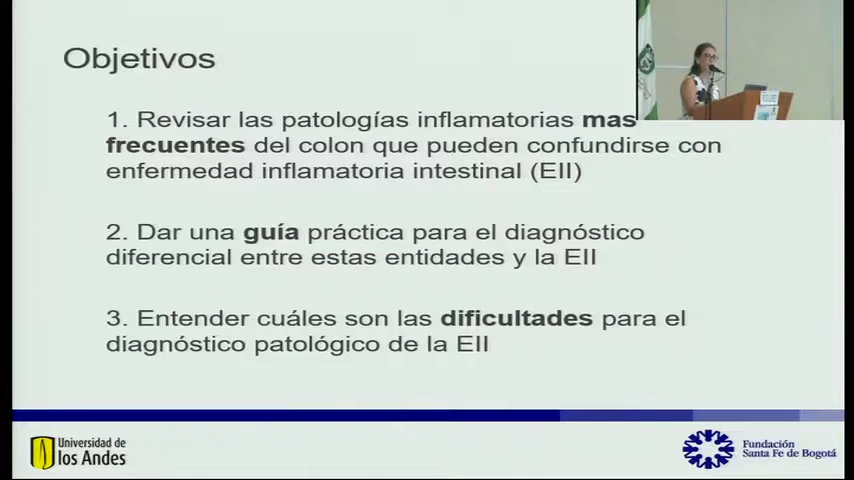 Objetivos
1. Revisar las patologías inflamatorias mas
frecuentes del colon que pueden confundirse con
enfermedad inflamatoria intestinal (EII)
2. Dar una guía práctica para el diagnóstico
diferencial entre estas entidades y la EII
3. Entender cuáles son las dificultades para el
diagnóstico patológico de la EII
Universidad de
los Andes
Fundación
Santa Fe de Bogotá